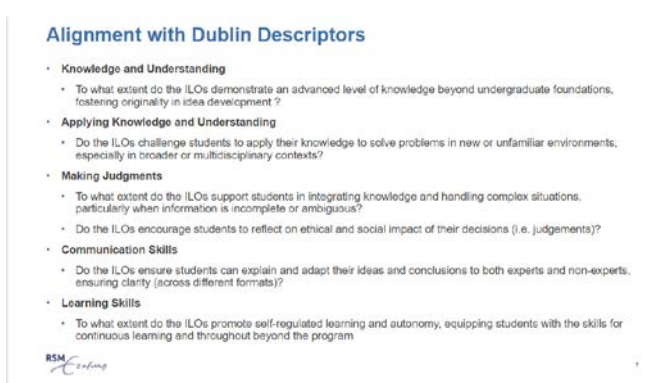 Alignment with Dublin Descriptors
• Knowledge and Understanding
• To what extent do the ILOs demonstrate an advanced level of knowledge beyond undergraduate foundations,
fostering originality in idea development ?
• Applying Knowledge and Understanding
• Do the ILOs challenge students to apply their knowledge to solve problems in new or unfamiliar environments,
especially in broader or multidisciplinary contexts?
• Making Judgments
• To what extent do the ILOs support students in integrating knowledge and handling complex situations,
particularly when information is incomplete or ambiguous?
• Do the ILOs encourage students to reflect on ethical and social impact of their decisions (i.e. judgements)?
• Communication Skills
• Do the ILOs ensure students can explain and adapt their ideas and conclusions to both experts and non-experts,
ensuring clarity (across different formats)?
• Learning Skills
• To what extent do the ILOs promote self-regulated learning and autonomy, equipping students with the skills for
continuous learning and throughout beyond the program
RSM Erasmus